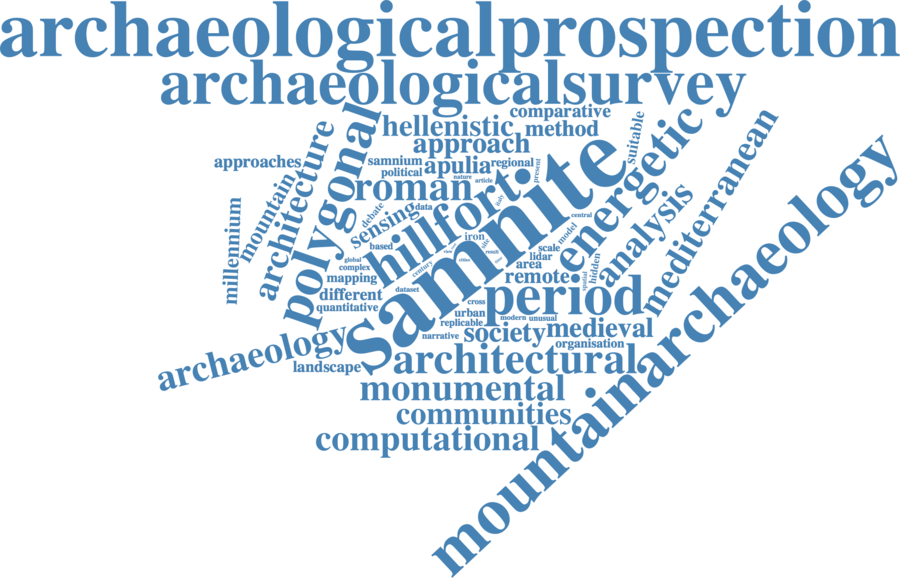 archaeologicalprospection
archaeologicalsurvey
comparative
hellenistic
method
suitable
polygonal
architecture
approach
energetic
mediterranean
approaches
samnium
apulia
regional
political
nature
article
present
mountain
roman
hillfort
samnite
debate
data
sensing
italy
central
analysis
mountainarchaeology
millennium
based
iron
site
model
scale
lidar
global
complex
century
area
mapping
remote
hidden
spatial
result
cities
different
dataset
period
quantitative
cross
urban
modern
unusual
replicable
narrative
society
medieval
organisation
archaeology
landscape
architectural
monumental
communities
computational